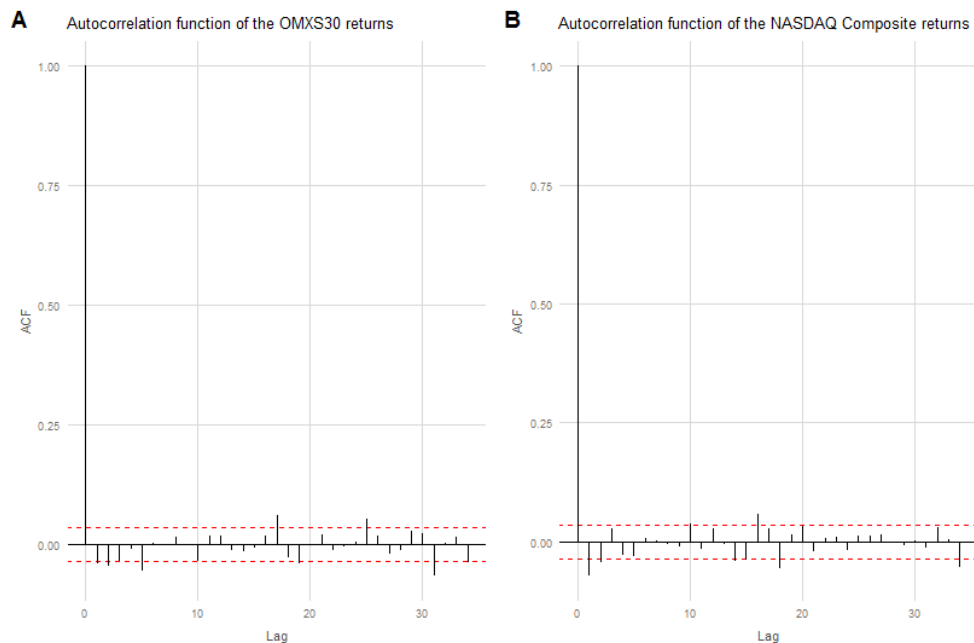 A
Autocorrelation function of the OMXS30 returns
1.00
0.75
0.50
0.25
0.00
ACF
0
10
20
30
Lag
B
Autocorrelation function of the NASDAQ Composite returns
1.00
0.75
0.50
0.25
0.00
ACF
0
10
20
30
Lag